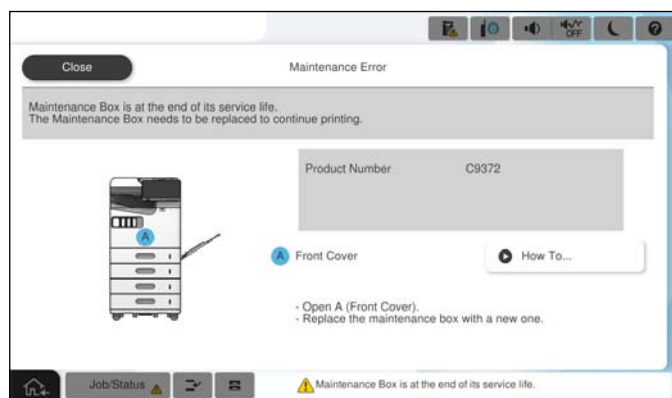 OFF
Close
Maintenance Error
Maintenance Box is at the end of its service life.
The Maintenance Box needs to be replaced to continue printing.
Product Number C9372
A
A Front Cover
How To...
- Open A (Front Cover).
- Replace the maintenance box with a new one.
Job/Status
Maintenance Box is at the end of its service life.